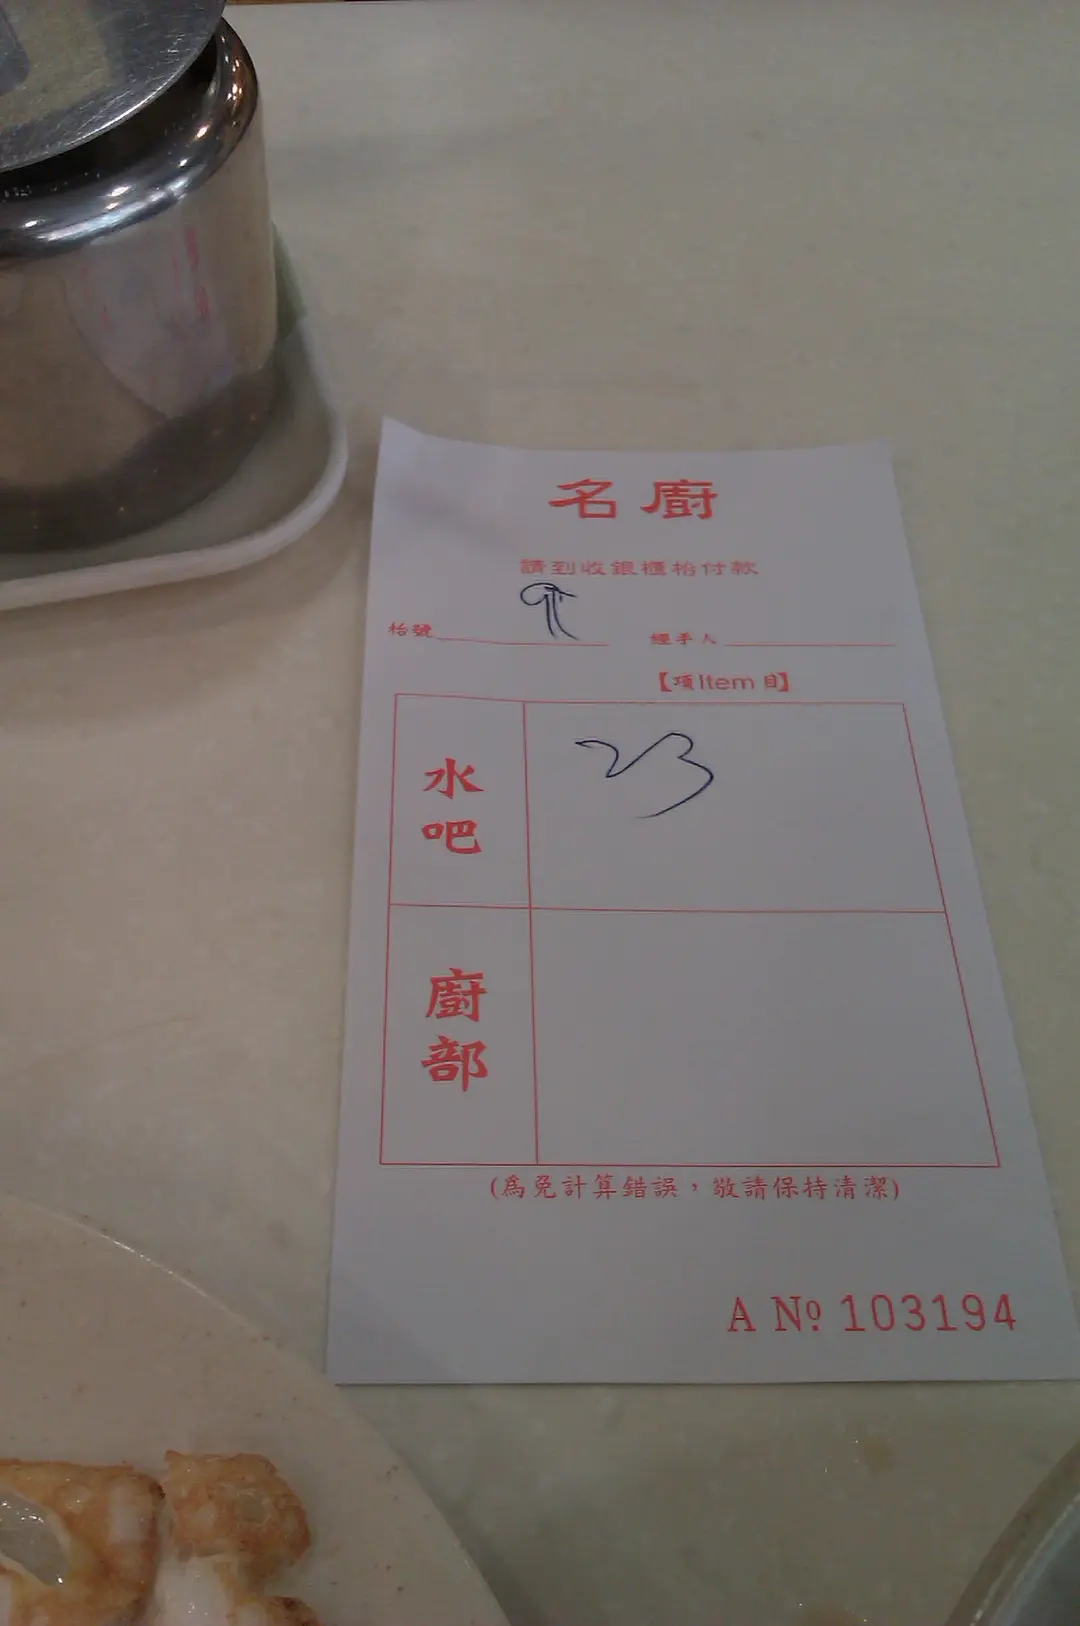 名廚
請到收銀櫃枱付款
枱號 經手人
【項Item目】
水吧 23
廚部
(為免計算錯誤，敬請保持清潔)
A Nº 103194